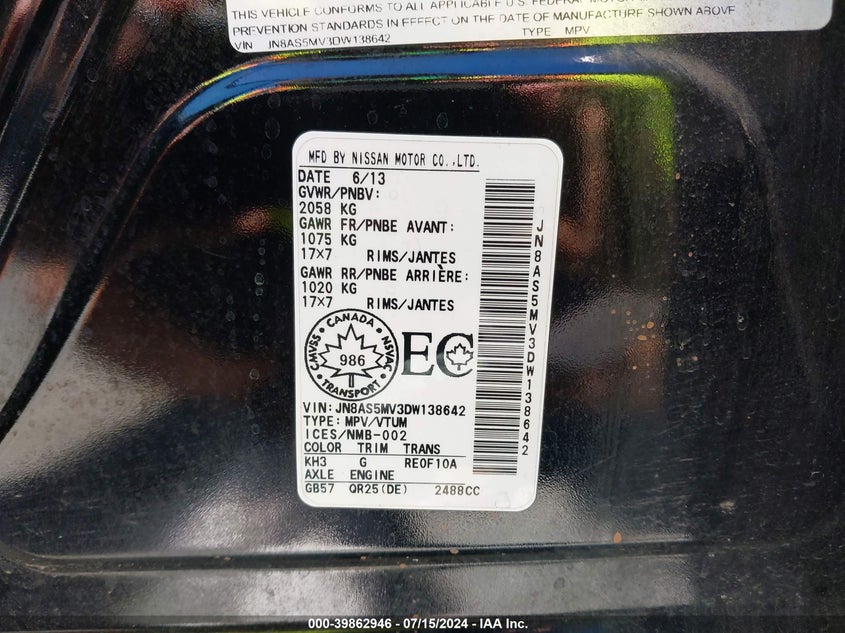 THIS VEHICLE CONFORMS TO ALL APPLICABLE U.S. FEDERAL MOTOR
PREVENTION STANDARDS IN EFFECT ON THE DATE OF MANUFACTURE SHOWN ABOVE
VIN JN8AS5MV3DW138642 TYPE MPV
MFD BY NISSAN MOTOR CO.,LTD.
DATE 6/13
GVWR/PNBV:
2058 KG
GAWR FR/PNBE AVANT:
1075 KG
17×7 RIMS/JANTES
GAWR RR/PNBE ARRIÈRE:
1020 KG
17×7 RIMS/JANTES
CANADA
CMVSS
NSVAC
986
TRANSPORT
EC
VIN:JN8AS5MV3DW138642
TYPE:MPV/VTUM
ICES/NMB-002
COLOR TRIM TRANS
KH3 G RE0F10A
AXLE ENGINE
GB57 QR25(DE) 2488CC
JN8AS5MV3DW138642
000-39862946 - 07/15/2024 - IAA Inc.